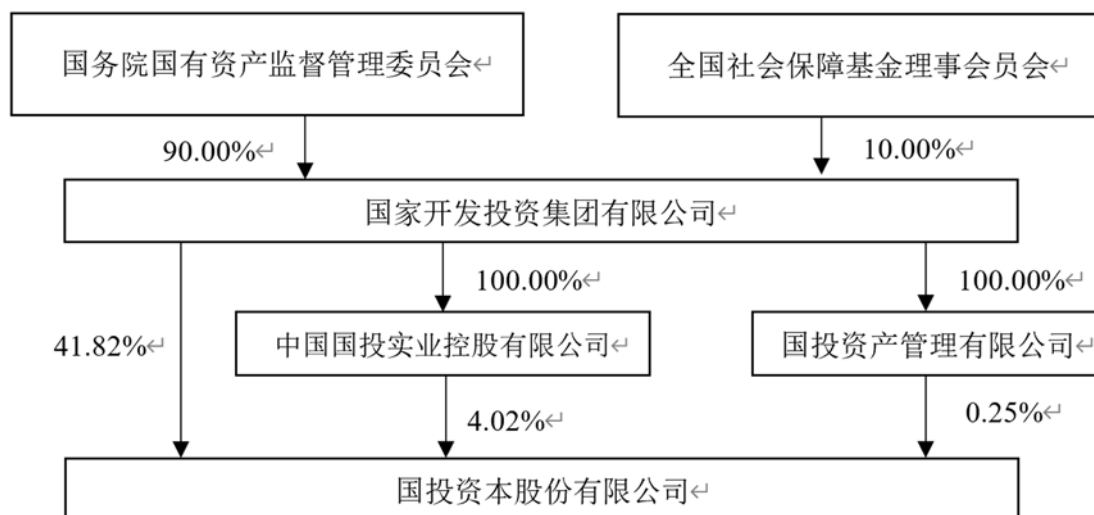 国务院国有资产监督管理委员会↵
全国社会保障基金理事会员会↵
90.00%↵
10.00%↵
国家开发投资集团有限公司↵
100.00%↵
100.00%↵
41.82%↵
中国国投实业控股有限公司↵
国投资产管理有限公司↵
4.02%↵
0.25%↵
国投资本股份有限公司↵